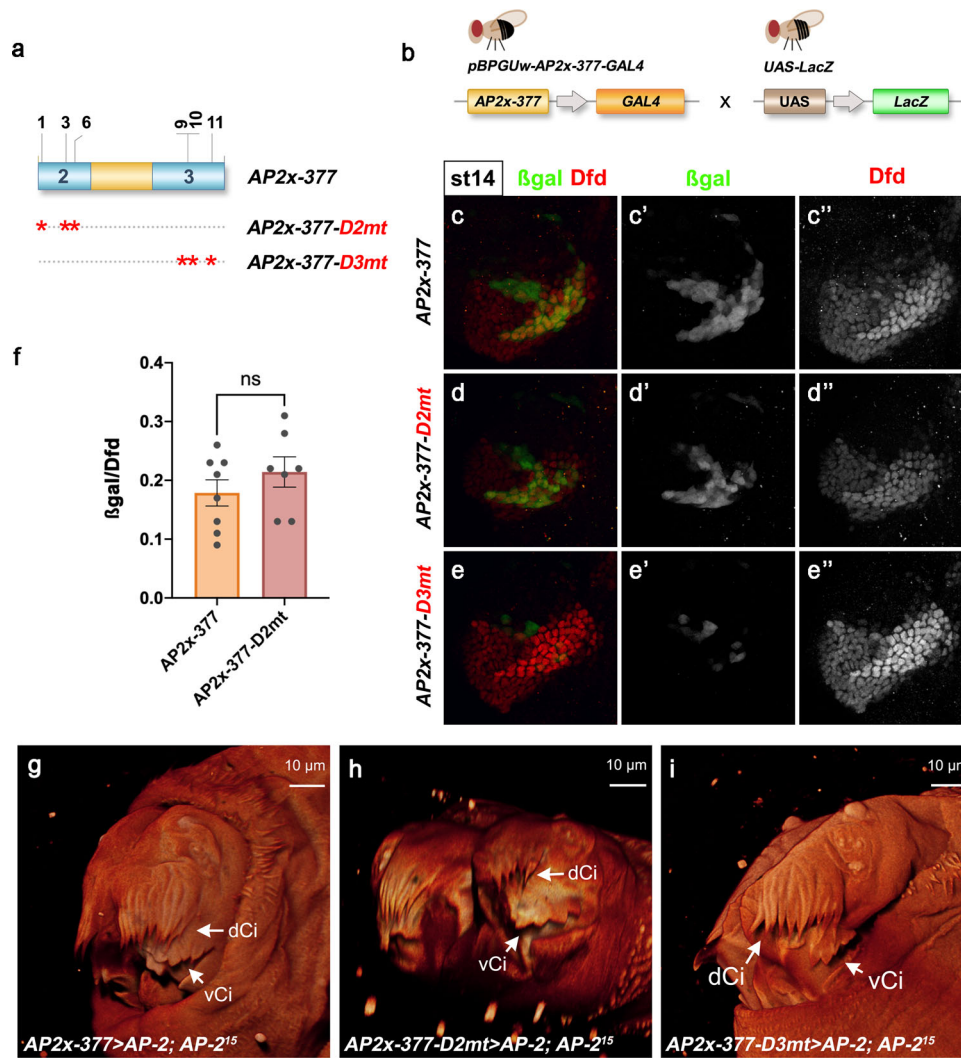 a
1 3 6 9 10 11
2 3 AP2x-377
AP2x-377-D2mt
AP2x-377-D3mt
b
pBPGUw-AP2x-377-GAL4 UAS-LacZ
AP2x-377 GAL4 X UAS LacZ
st14 ßgal Dfd ßgal Dfd
AP2x-377
c c' c''
AP2x-377-D2mt
d d' d''
AP2x-377-D3mt
e e' e''
f
ns
ßgal/Dfd
0.4
0.3
0.2
0.1
0.0
AP2x-377
AP2x-377-D2mt
g
10 µm
dCi
vCi
AP2x-377>AP-2; AP-2¹⁵
h
10 µm
dCi
vCi
AP2x-377-D2mt>AP-2; AP-2¹⁵
i
10 µm
dCi
vCi
AP2x-377-D3mt>AP-2; AP-2¹⁵